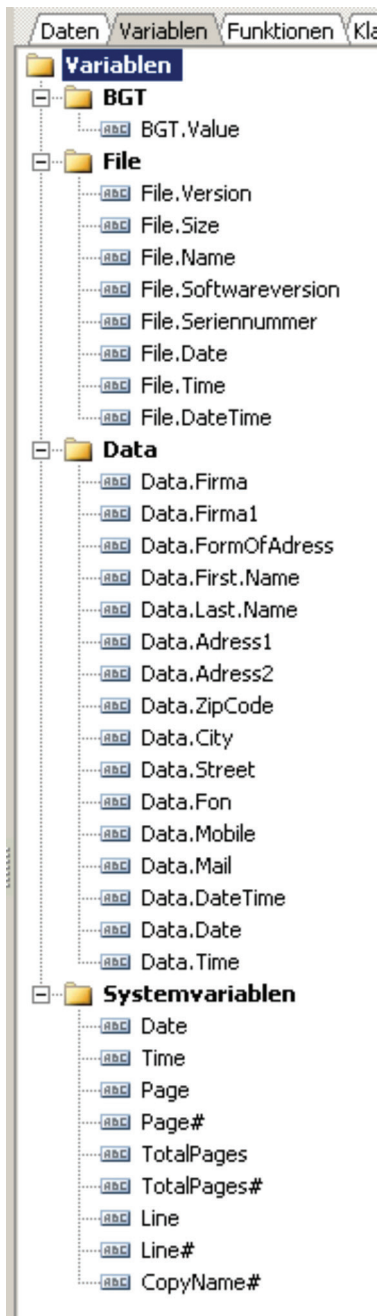 Daten Variablen Funktionen Kla
Variablen
BGT
BGT.Value
File
File.Version
File.Size
File.Name
File.Softwareversion
File.Seriennummer
File.Date
File.Time
File.DateTime
Data
Data.Firma
Data.Firma1
Data.FormOfAdress
Data.First.Name
Data.Last.Name
Data.Adress1
Data.Adress2
Data.ZipCode
Data.City
Data.Street
Data.Fon
Data.Mobile
Data.Mail
Data.DateTime
Data.Date
Data.Time
Systemvariablen
Date
Time
Page
Page#
TotalPages
TotalPages#
Line
Line#
CopyName#